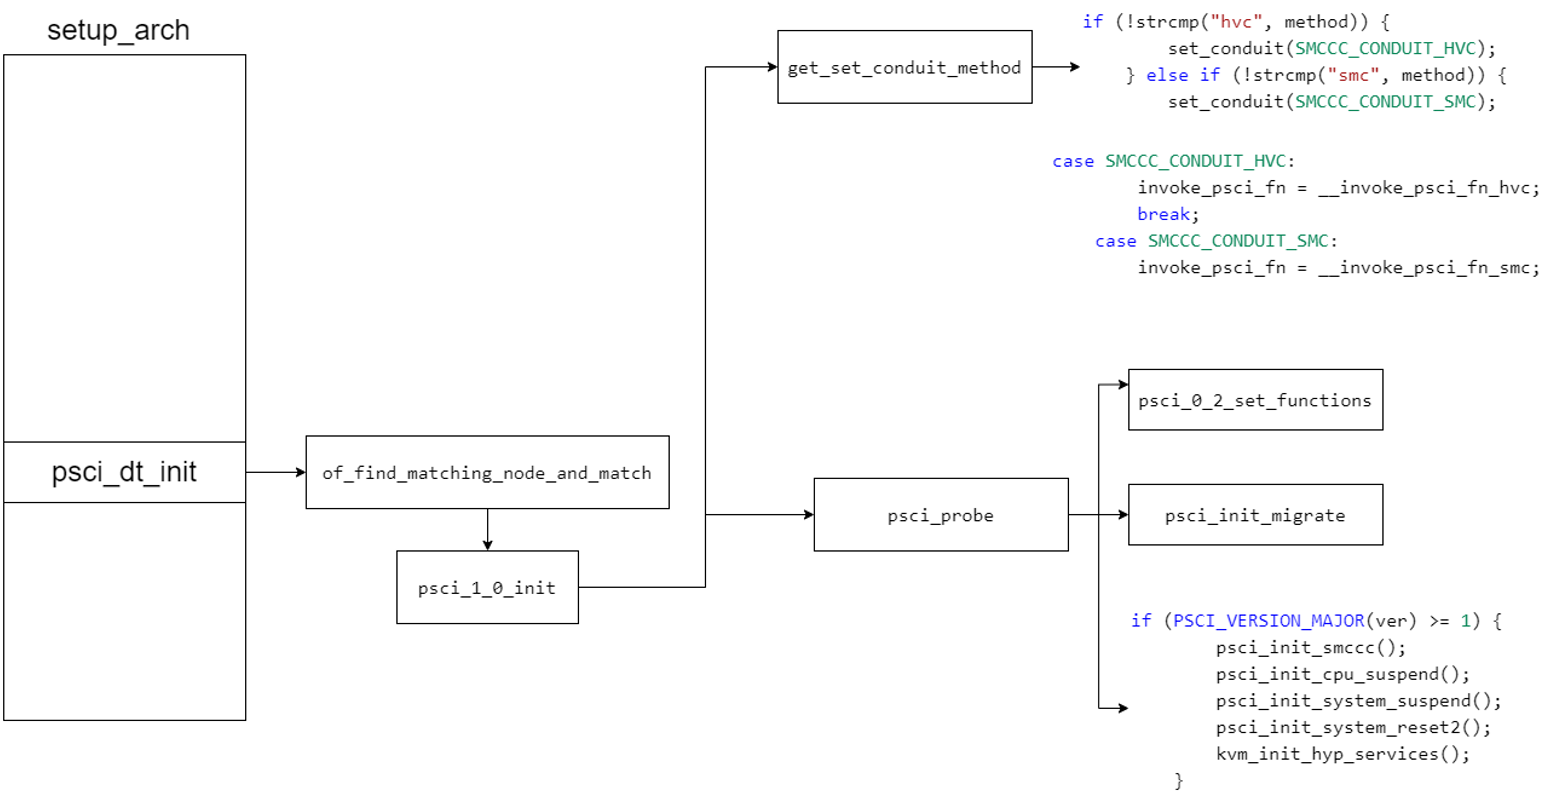 setup_arch
psci_dt_init
of_find_matching_node_and_match
psci_1_0_init
get_set_conduit_method
if (!strcmp("hvc", method)) {
set_conduit(SMCCC_CONDUIT_HVC);
} else if (!strcmp("smc", method)) {
set_conduit(SMCCC_CONDUIT_SMC);
case SMCCC_CONDUIT_HVC:
invoke_psci_fn = __invoke_psci_fn_hvc;
break;
case SMCCC_CONDUIT_SMC:
invoke_psci_fn = __invoke_psci_fn_smc;
psci_probe
psci_0_2_set_functions
psci_init_migrate
if (PSCI_VERSION_MAJOR(ver) >= 1) {
psci_init_smccc();
psci_init_cpu_suspend();
psci_init_system_suspend();
psci_init_system_reset2();
kvm_init_hyp_services();
}